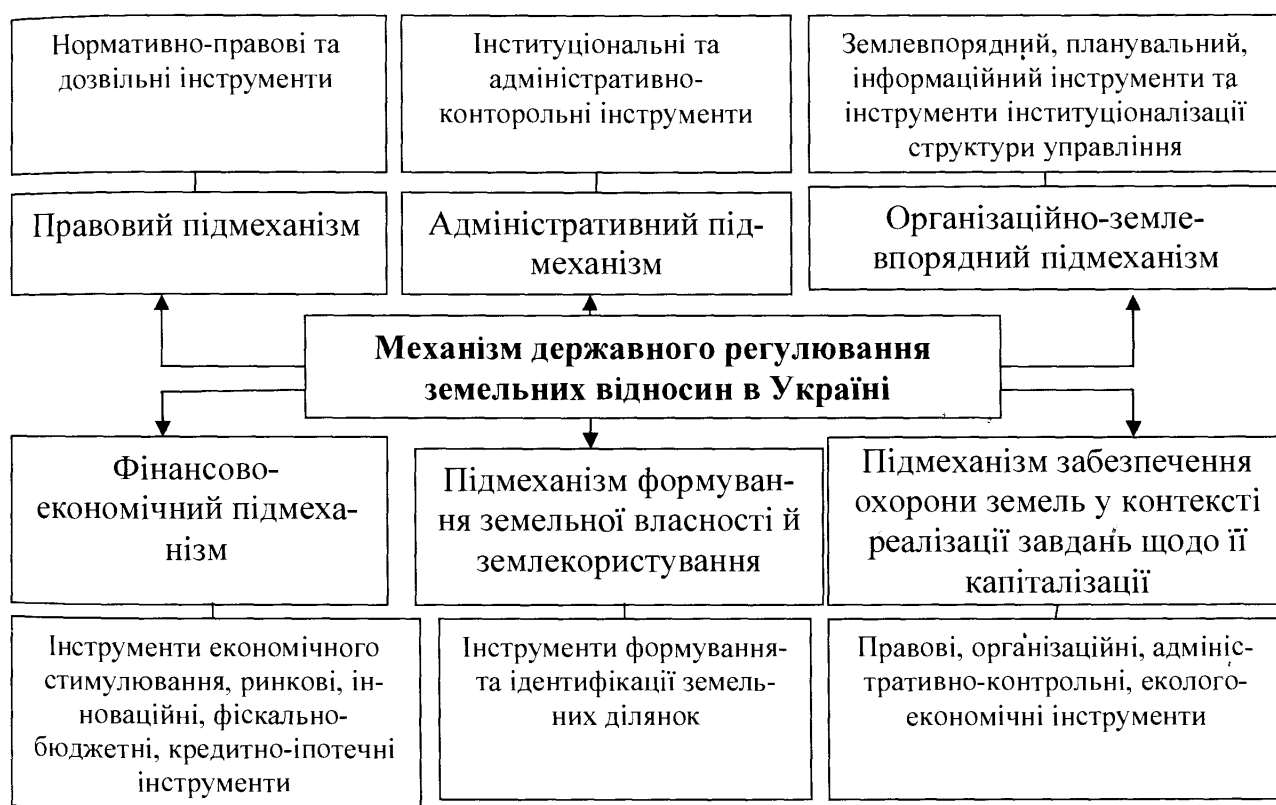 Нормативно-правові та
дозвільні інструменти
Інституціональні та
адміністративно-
конторольні інструменти
Землевпорядний, планувальний,
інформаційний інструменти та
інструменти інституціоналізації
структури управління
Правовий підмеханізм
Адміністративний під-
механізм
Організаційно-земле-
впорядний підмеханізм
Механізм державного регулювання
земельних відносин в Україні
Фінансово-
економічний підмеха-
нізм
Підмеханізм формуван-
ня земельної власності й
землекористування
Підмеханізм забезпечення
охорони земель у контексті
реалізації завдань щодо її
капіталізації
Інструменти економічного
стимулювання, ринкові, ін-
новаційні, фіскально-
бюджетні, кредитно-іпотечні
інструменти
Інструменти формування-
та ідентифікації земель-
них ділянок
Правові, організаційні, адмініс-
тративно-контрольні, еколого-
економічні інструменти